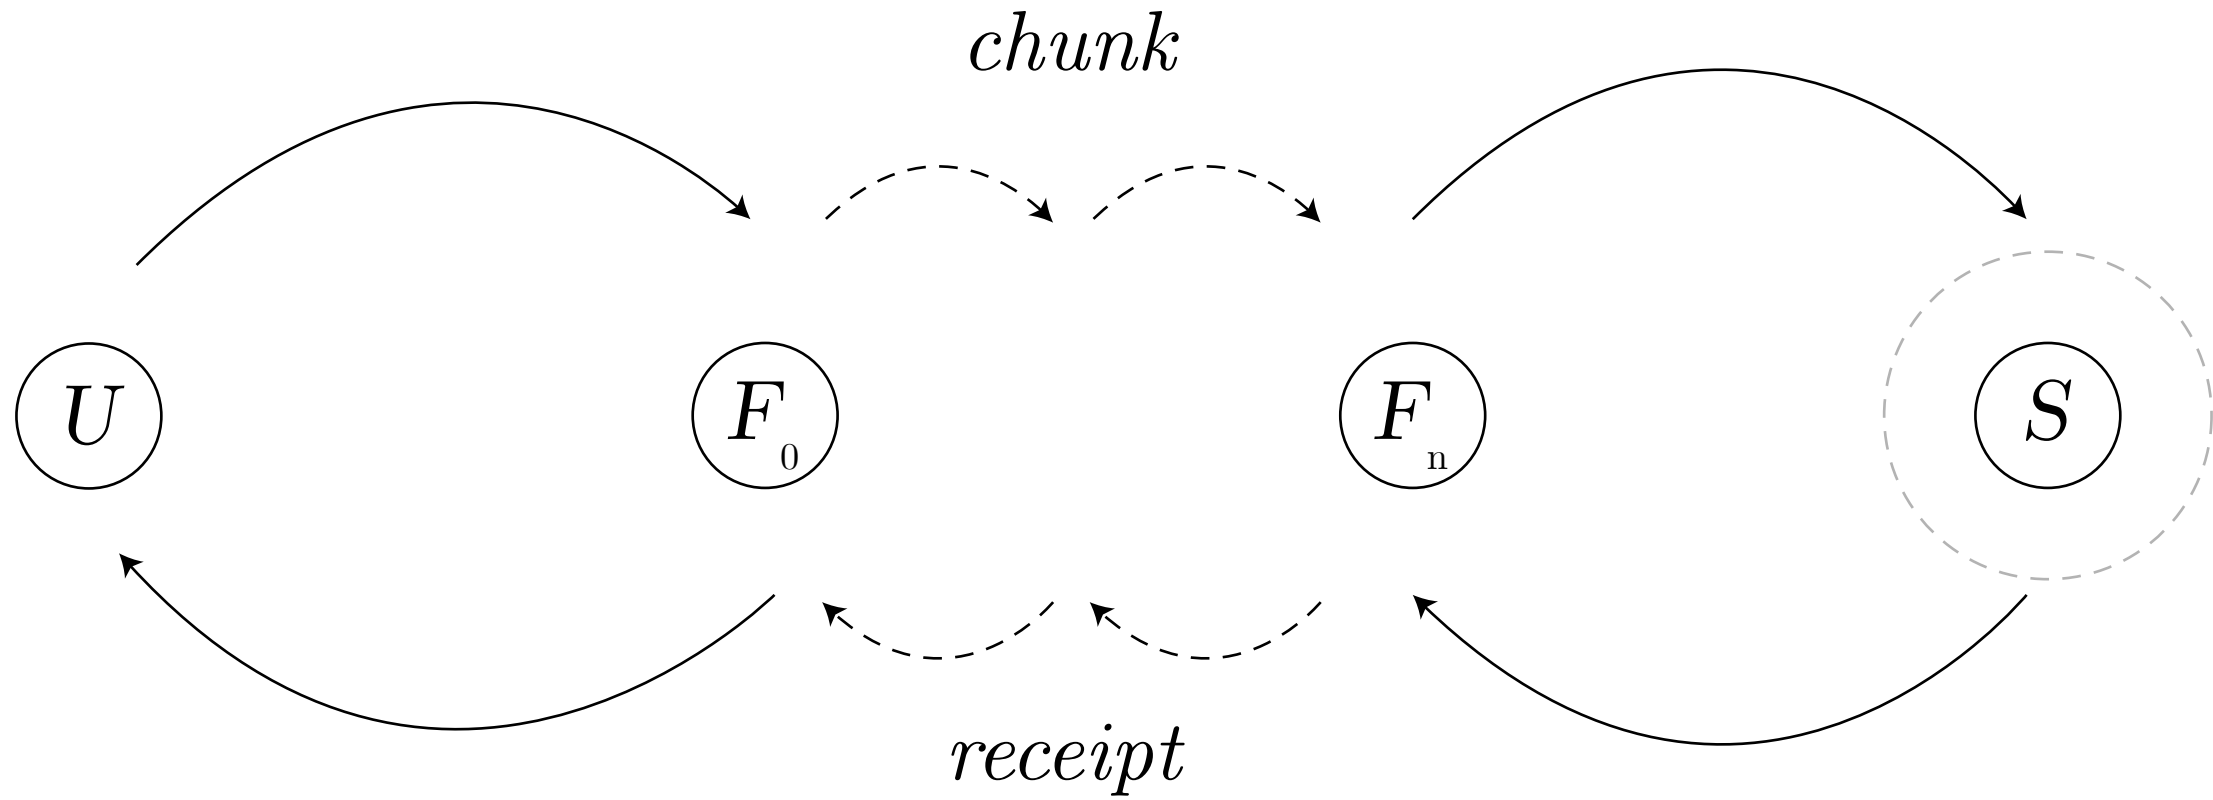 chunk
U F₀ Fₙ S
receipt